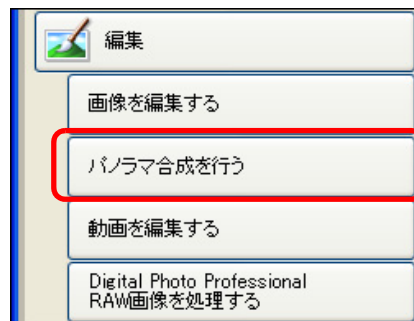 編集
画像を編集する
パノラマ合成を行う
動画を編集する
Digital Photo Professional
RAW画像を処理する